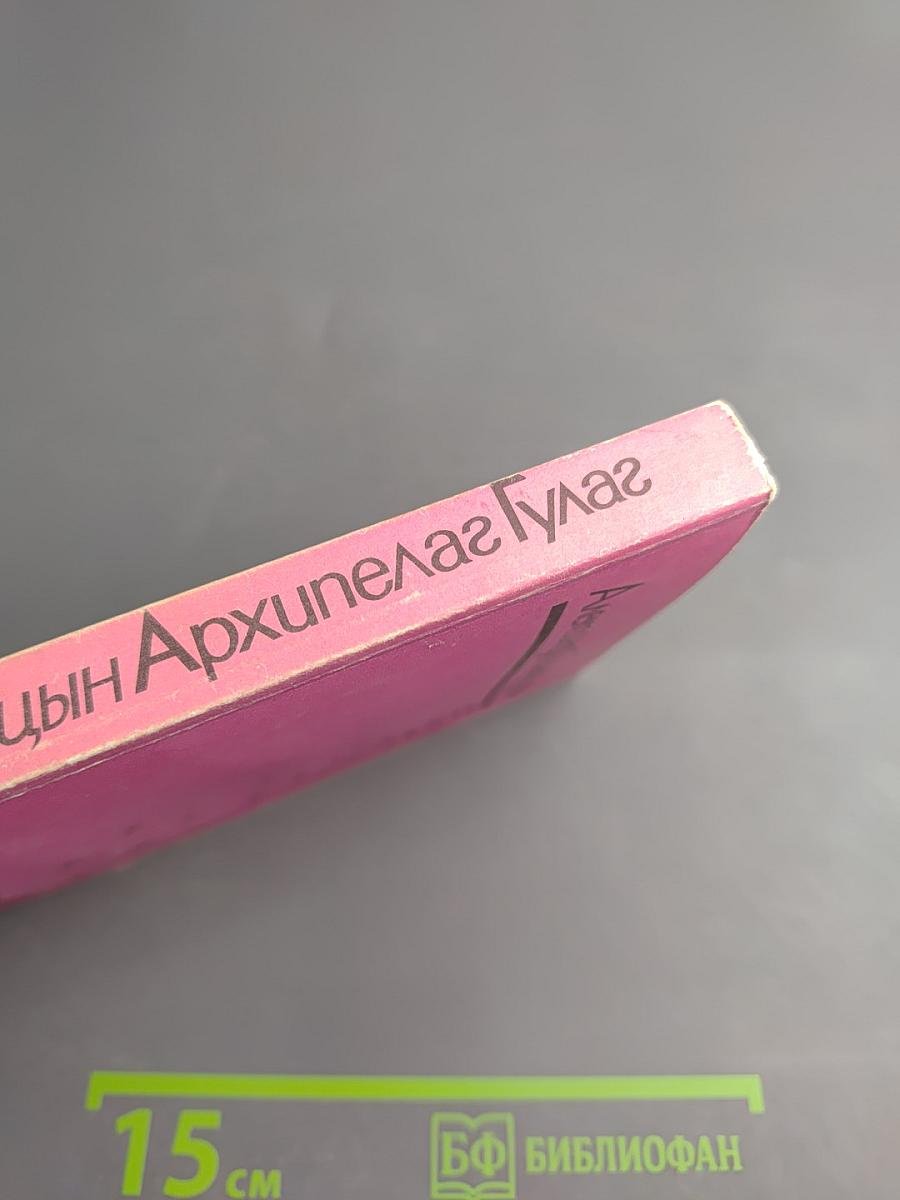 цын Архипелаг Гулаг
15 см
БФ БИБЛИОФАН